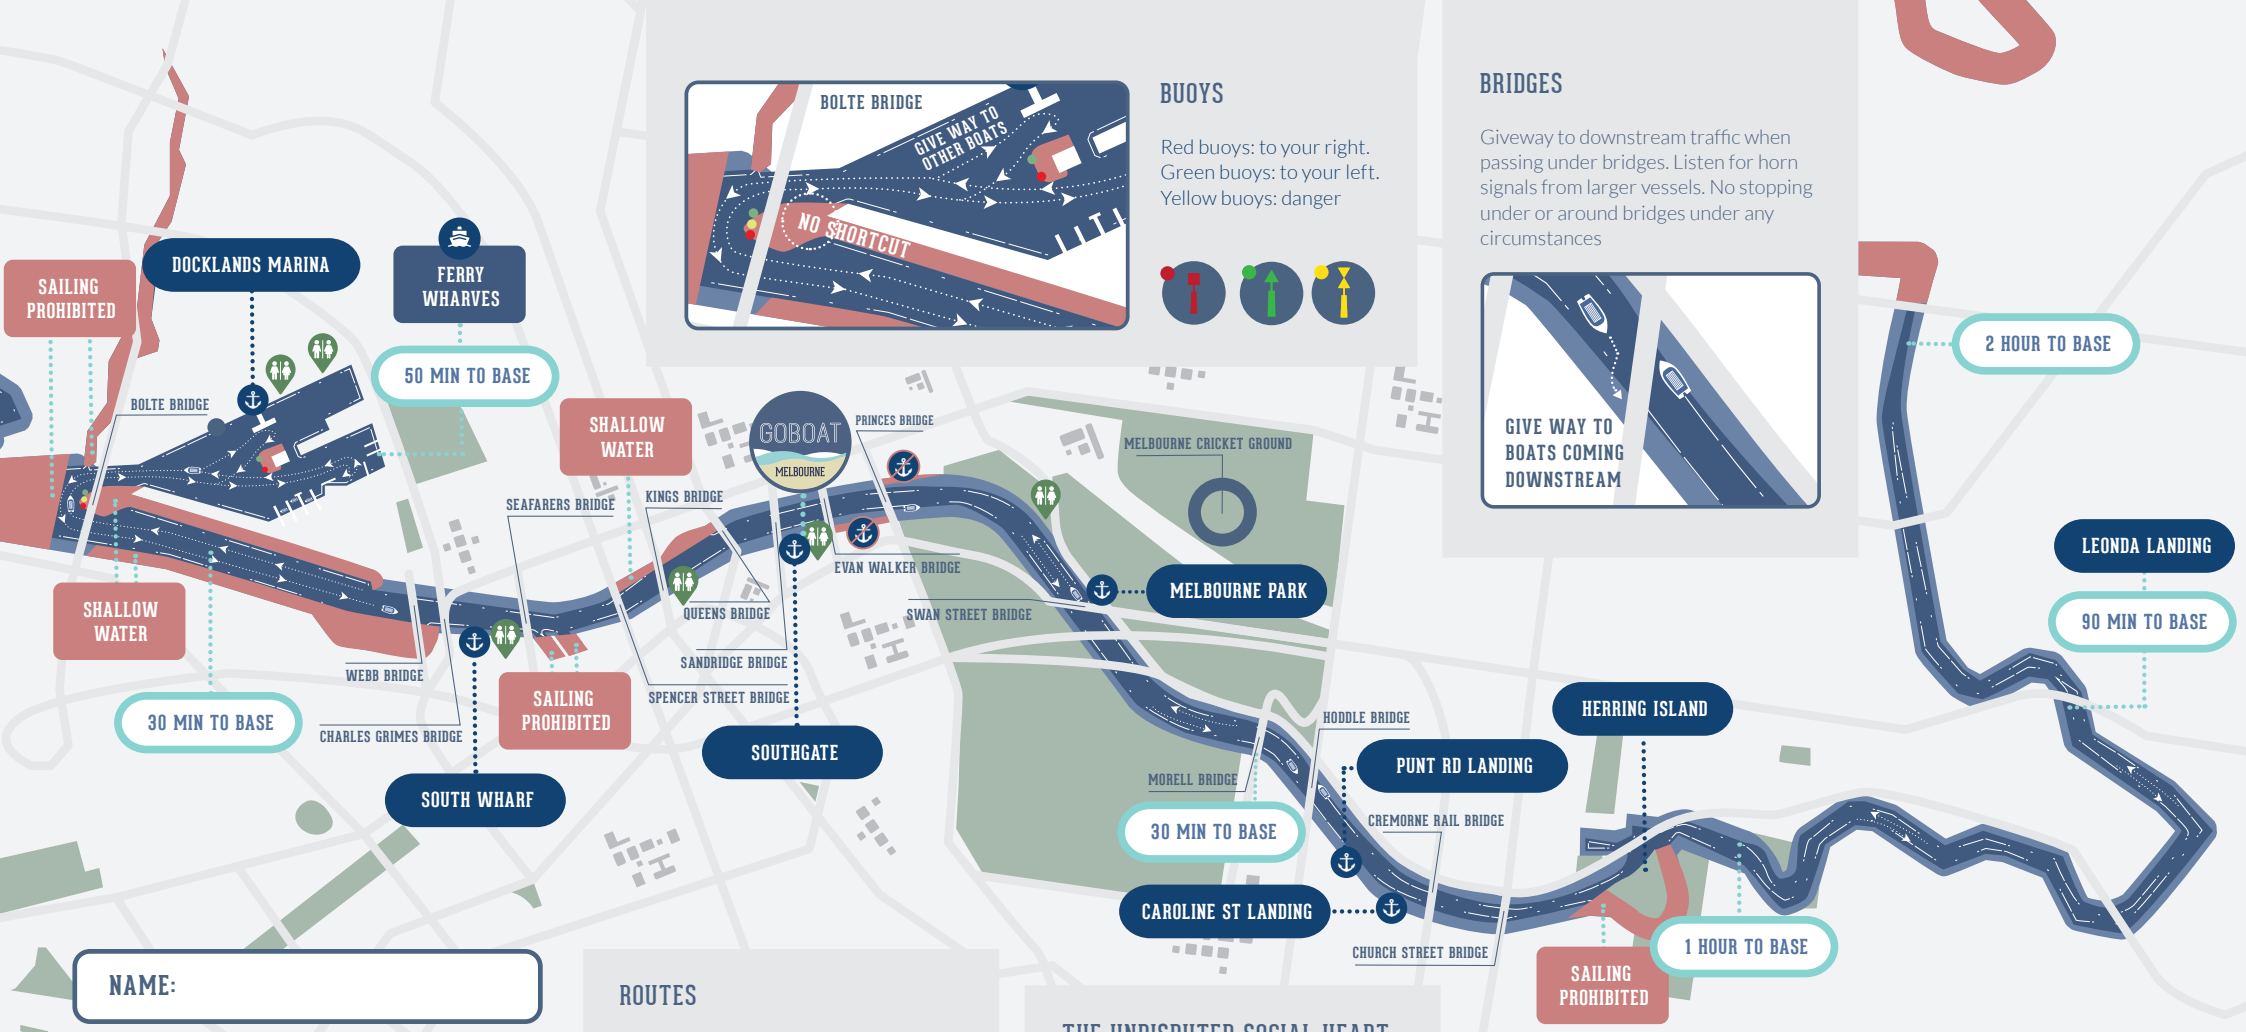 BOLTE BRIDGE
GIVE WAY TO
OTHER BOATS
NO SHORTCUT
BUOYS
Red buoys: to your right.
Green buoys: to your left.
Yellow buoys: danger
BRIDGES
Giveway to downstream traffic when
passing under bridges. Listen for horn
signals from larger vessels. No stopping
under or around bridges under any
circumstances
GIVE WAY TO
BOATS COMING
DOWNSTREAM
SAILING
PROHIBITED
DOCKLANDS MARINA
FERRY
WHARVES
50 MIN TO BASE
BOLTE BRIDGE
SHALLOW
WATER
GOBOAT
MELBOURNE
PRINCES BRIDGE
MELBOURNE CRICKET GROUND
2 HOUR TO BASE
SEAFARERS BRIDGE
KINGS BRIDGE
EVAN WALKER BRIDGE
LEONDA LANDING
90 MIN TO BASE
MELBOURNE PARK
SHALLOW
WATER
QUEENS BRIDGE
SWAN STREET BRIDGE
SANDRIDGE BRIDGE
WEBB BRIDGE
SPENCER STREET BRIDGE
SAILING
PROHIBITED
30 MIN TO BASE
CHARLES GRIMES BRIDGE
HODDLE BRIDGE
HERRING ISLAND
SOUTHGATE
PUNT RD LANDING
MORELL BRIDGE
SOUTH WHARF
CREMORNE RAIL BRIDGE
30 MIN TO BASE
CAROLINE ST LANDING
CHURCH STREET BRIDGE
1 HOUR TO BASE
SAILING
PROHIBITED
NAME:
ROUTES
THE UNDISPUTED SOCIAL HEART